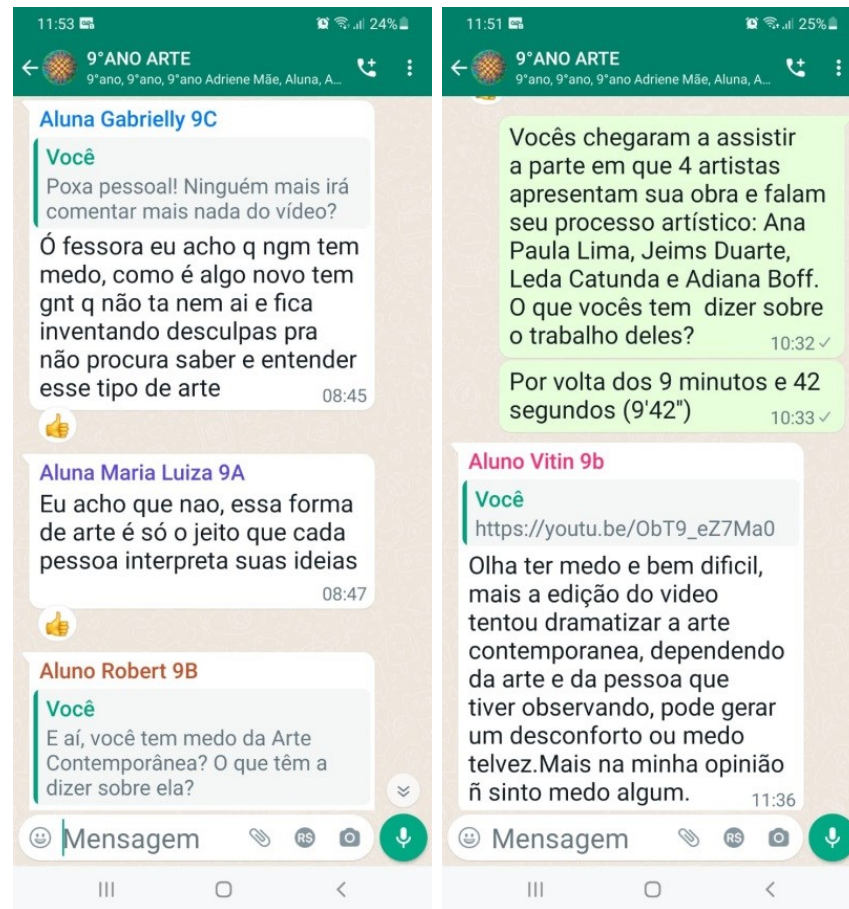 11:53
24%
9°ANO ARTE
9°ano, 9°ano, 9°ano Adriene Mãe, Aluna, A...
Aluna Gabrielly 9C
Você
Poxa pessoal! Ninguém mais irá
comentar mais nada do vídeo?
Ó fessora eu acho q ngm tem
medo, como é algo novo tem
gnt q não ta nem ai e fica
inventando desculpas pra
não procura saber e entender
esse tipo de arte
08:45
Aluna Maria Luiza 9A
Eu acho que nao, essa forma
de arte é só o jeito que cada
pessoa interpreta suas ideias
08:47
Aluno Robert 9B
Você
E aí, você tem medo da Arte
Contemporânea? O que têm a
dizer sobre ela?
Mensagem
R$
11:51
25%
9°ANO ARTE
9°ano, 9°ano, 9°ano Adriene Mãe, Aluna, A...
Vocês chegaram a assistir
a parte em que 4 artistas
apresentam sua obra e falam
seu processo artístico: Ana
Paula Lima, Jeims Duarte,
Leda Catunda e Adiana Boff.
O que vocês tem dizer sobre
o trabalho deles?
10:32
Por volta dos 9 minutos e 42
segundos (9'42")
10:33
Aluno Vitin 9b
Você
https://youtu.be/ObT9_eZ7Ma0
Olha ter medo e bem dificil,
mais a edição do video
tentou dramatizar a arte
contemporanea, dependendo
da arte e da pessoa que
tiver observando, pode gerar
um desconforto ou medo
telvez.Mais na minha opinião
ñ sinto medo algum.
11:36
Mensagem
R$